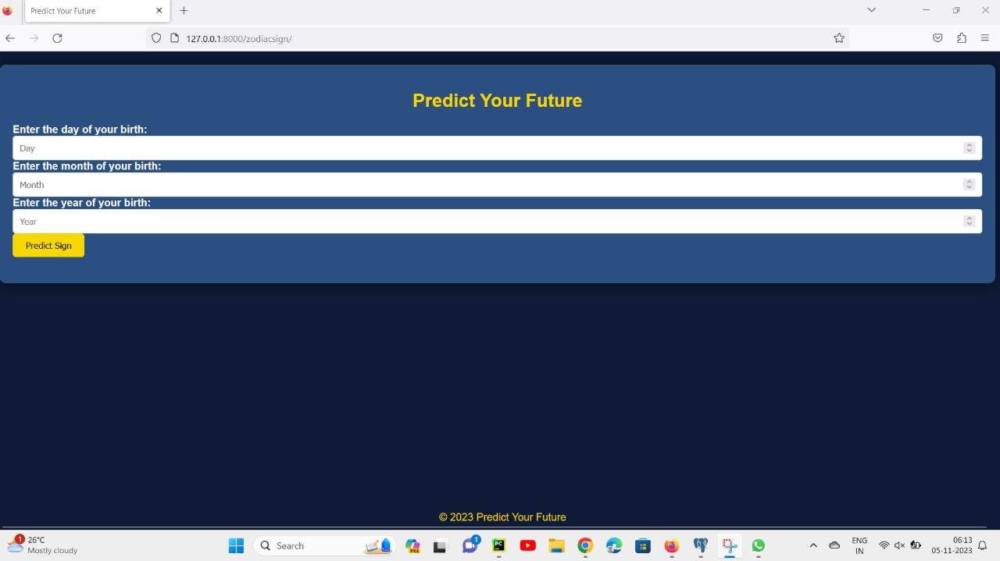 Predict Your Future
127.0.0.1:8000/zodiacsign/
Predict Your Future
Enter the day of your birth:
Day
Enter the month of your birth:
Month
Enter the year of your birth:
Year
Predict Sign
© 2023 Predict Your Future
1
26°C
Mostly cloudy
Search
PRE
1
PC
ENG
IN
06:13
05-11-2023